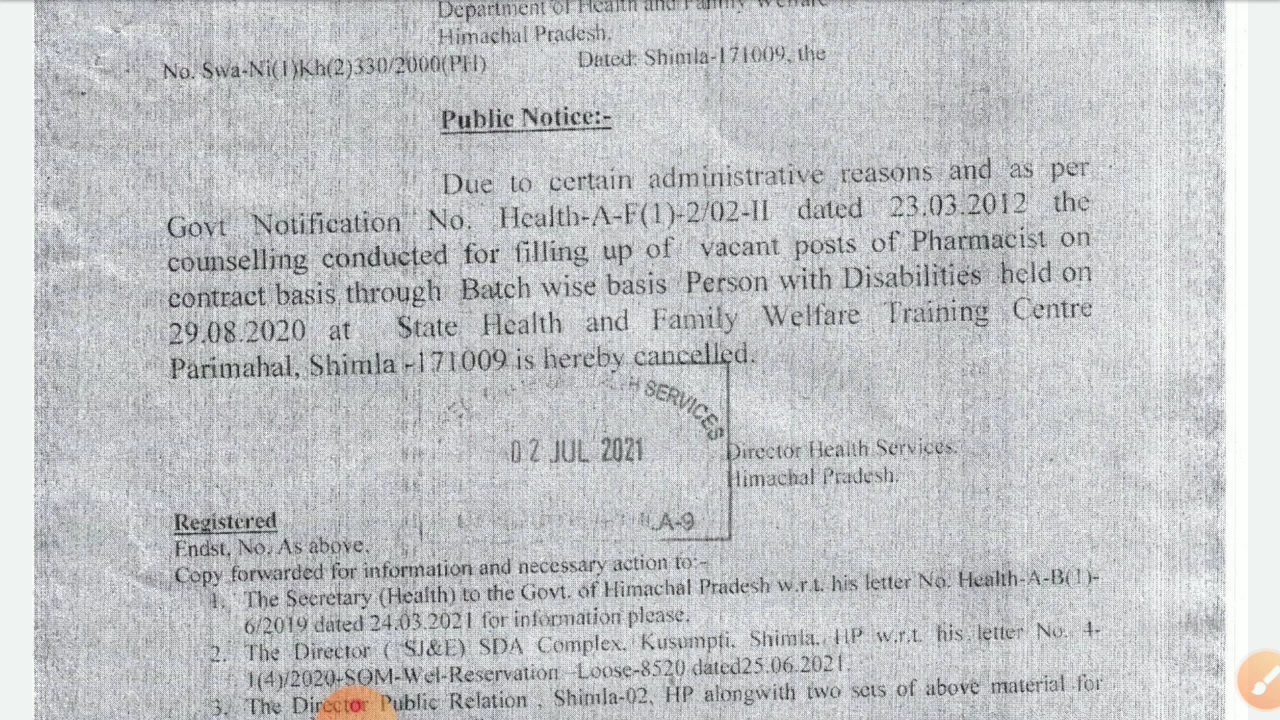 Department of Health and Family Welfare
Himachal Pradesh.
No. Swa-Ni(1)Kh(2)330/2000(PH) Dated: Shimla-171009, the
Public Notice:-
Due to certain administrative reasons and as per
Govt Notification No. Health-A-F(1)-2/02-II dated 23.03.2012 the
counselling conducted for filling up of vacant posts of Pharmacist on
contract basis through Batch wise basis Person with Disabilities held on
29.08.2020 at State Health and Family Welfare Training Centre
Parimahal, Shimla -171009 is hereby cancelled.
H SERVICES
02 JUL 2021
Director Health Services.
Himachal Pradesh.
LA-9
Registered
Endst. No. As above.
Copy forwarded for information and necessary action to:-
1. The Secretary (Health) to the Govt. of Himachal Pradesh w.r.t. his letter No. Health-A-B(1)-
6/2019 dated 24.03.2021 for information please.
2. The Director ( SJ&E) SDA Complex, Kusumpti, Shimla, HP w.r.t. his letter No. 4-
1(4)/2020-SOM-Wel-Reservation Loose-8520 dated25.06.2021.
3. The Director Public Relation , Shimla-02, HP alongwith two sets of above material for